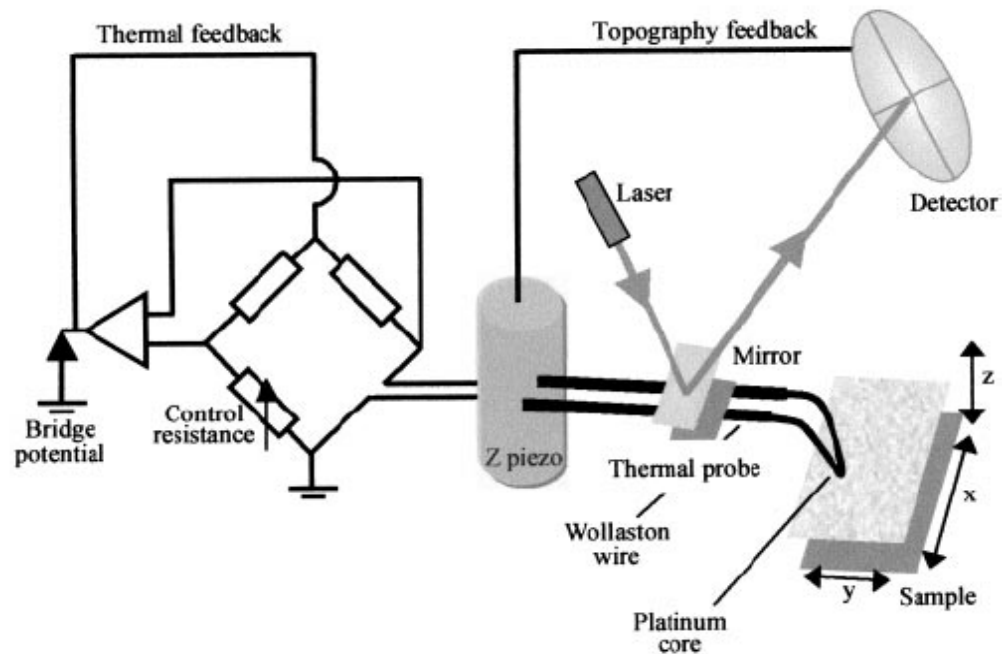 Thermal feedback
Topography feedback
Laser
Detector
Mirror
z
Control
resistance
Bridge
potential
Z piezo
Thermal probe
x
Wollaston
wire
y
Sample
Platinum
core